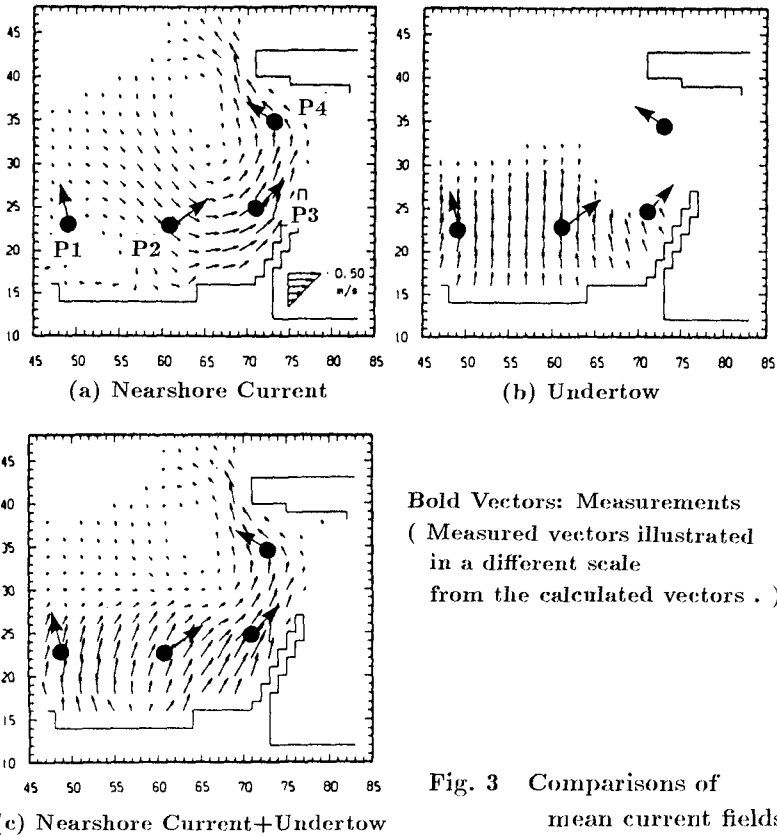 45
40
35
30
25
20
15
10
P4
P3
P1
P2
0.50
m/s
45 50 55 60 65 70 75 80 85
(a) Nearshore Current
45
40
35
30
25
20
15
10
45 50 55 60 65 70 75 80 85
(b) Undertow
45
40
35
30
25
20
15
10
45 50 55 60 65 70 75 80 85
(c) Nearshore Current+Undertow
Bold Vectors: Measurements
( Measured vectors illustrated
in a different scale
from the calculated vectors . )
Fig. 3 Comparisons of
mean current fields